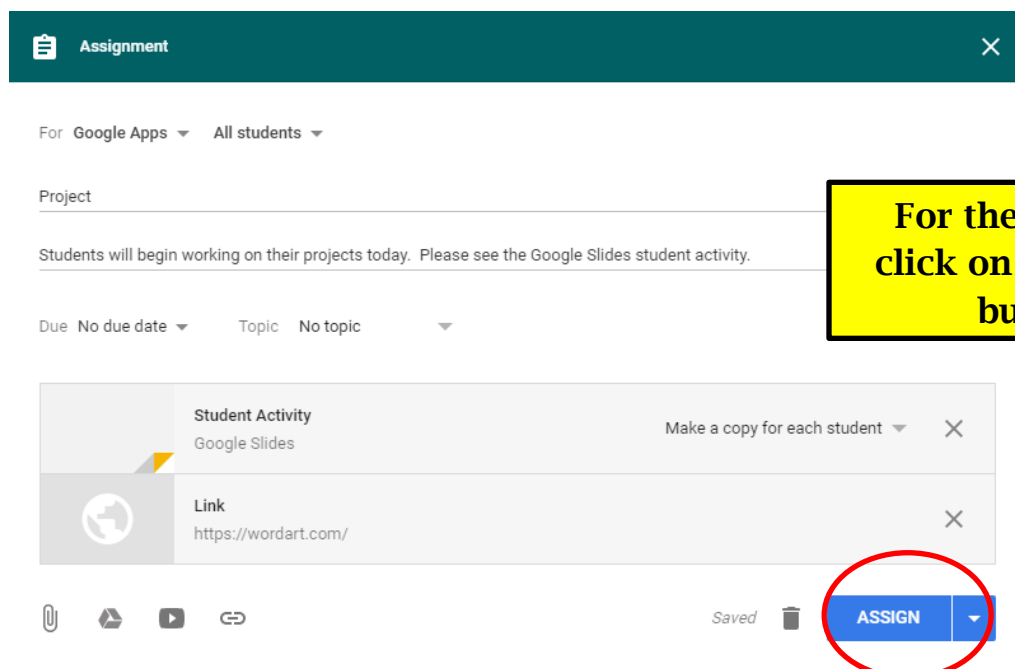 Assignment
For Google Apps All students
Project
For the
Students will begin working on their projects today. Please see the Google Slides student activity.
click on
bu
Due No due date Topic No topic
Student Activity
Google Slides
Make a copy for each student
Link
https://wordart.com/
Saved
ASSIGN